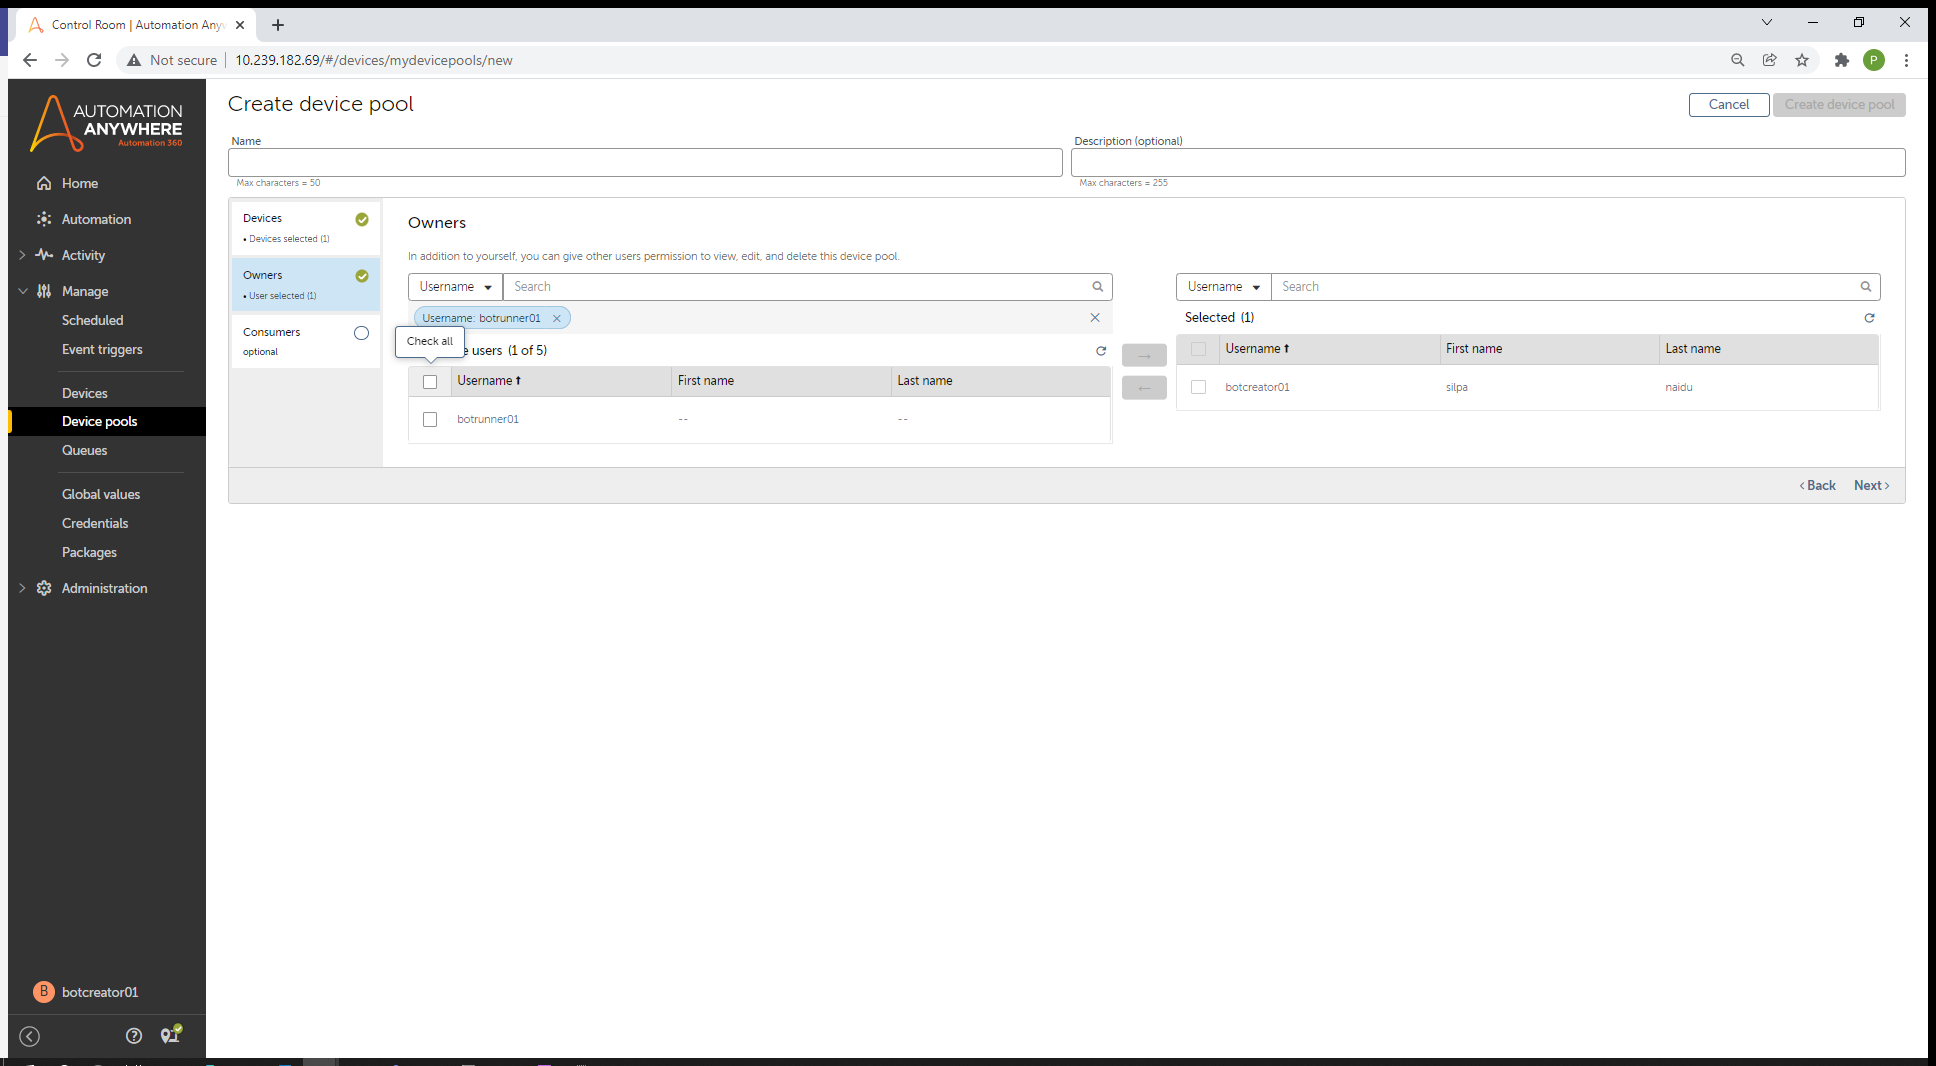 Control Room | Automation Any
Not secure
10.239.182.69/#/devices/mydevicepools/new
P
AUTOMATION
ANYWHERE
Automation 360
Home
Automation
Activity
Manage
Scheduled
Event triggers
Devices
Device pools
Queues
Global values
Credentials
Packages
Administration
B botcreator01
Create device pool
Cancel
Create device pool
Name
Description (optional)
Max characters = 50
Max characters = 255
Devices
• Devices selected (1)
Owners
• User selected (1)
Consumers
optional
Owners
In addition to yourself, you can give other users permission to view, edit, and delete this device pool.
Username
Search
Username: botrunner01
Check all
users (1 of 5)
Username
First name
Last name
botrunner01
--
--
Username
Search
Selected (1)
Username
First name
Last name
botcreator01
silpa
naidu
Back
Next